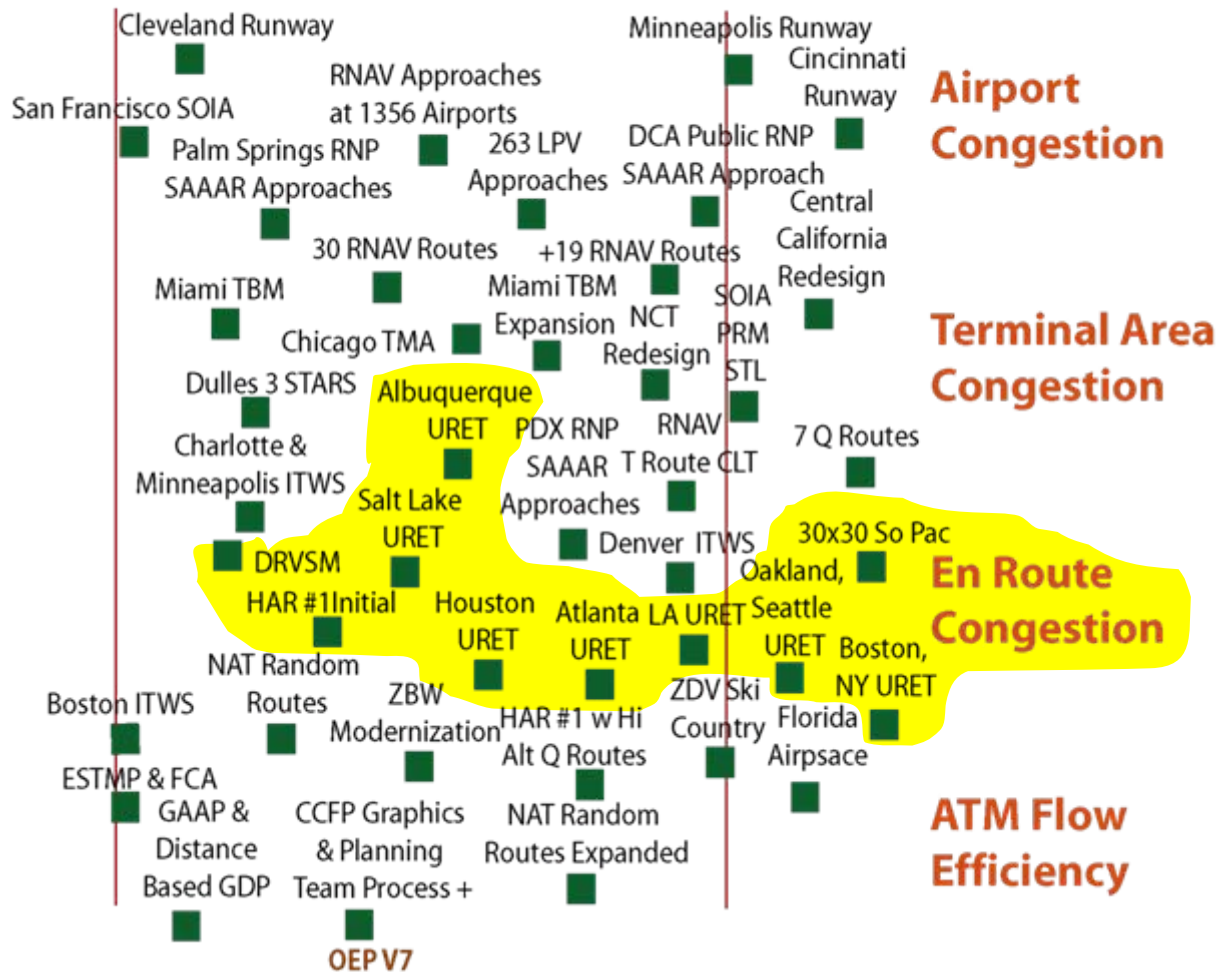 Cleveland Runway
Minneapolis Runway
Cincinnati
Runway
RNAV Approaches
at 1356 Airports
San Francisco SOIA
Palm Springs RNP
SAAAR Approaches
263 LPV
Approaches
DCA Public RNP
SAAAR Approach
Airport
Congestion
Central
California
Redesign
30 RNAV Routes
+19 RNAV Routes
Miami TBM
Miami TBM
Expansion
NCT
Redesign
SOIA
PRM
STL
Chicago TMA
Terminal Area
Congestion
Dulles 3 STARS
Albuquerque
URET
Charlotte &
Minneapolis ITWS
PDX RNP
SAAAR
Approaches
RNAV
T Route CLT
7 Q Routes
Salt Lake
URET
DRVSM
HAR #1Initial
Denver ITWS
30x30 So Pac
Oakland,
Seattle
URET
En Route
Congestion
Houston
URET
Atlanta
URET
LA URET
Boston,
NY URET
NAT Random
Routes
Boston ITWS
ZBW
Modernization
HAR #1 w Hi
Alt Q Routes
ZDV Ski
Country
Florida
Airpsace
ESTMP & FCA
GAAP &
Distance
Based GDP
CCFP Graphics
& Planning
Team Process +
NAT Random
Routes Expanded
ATM Flow
Efficiency
OEP V7